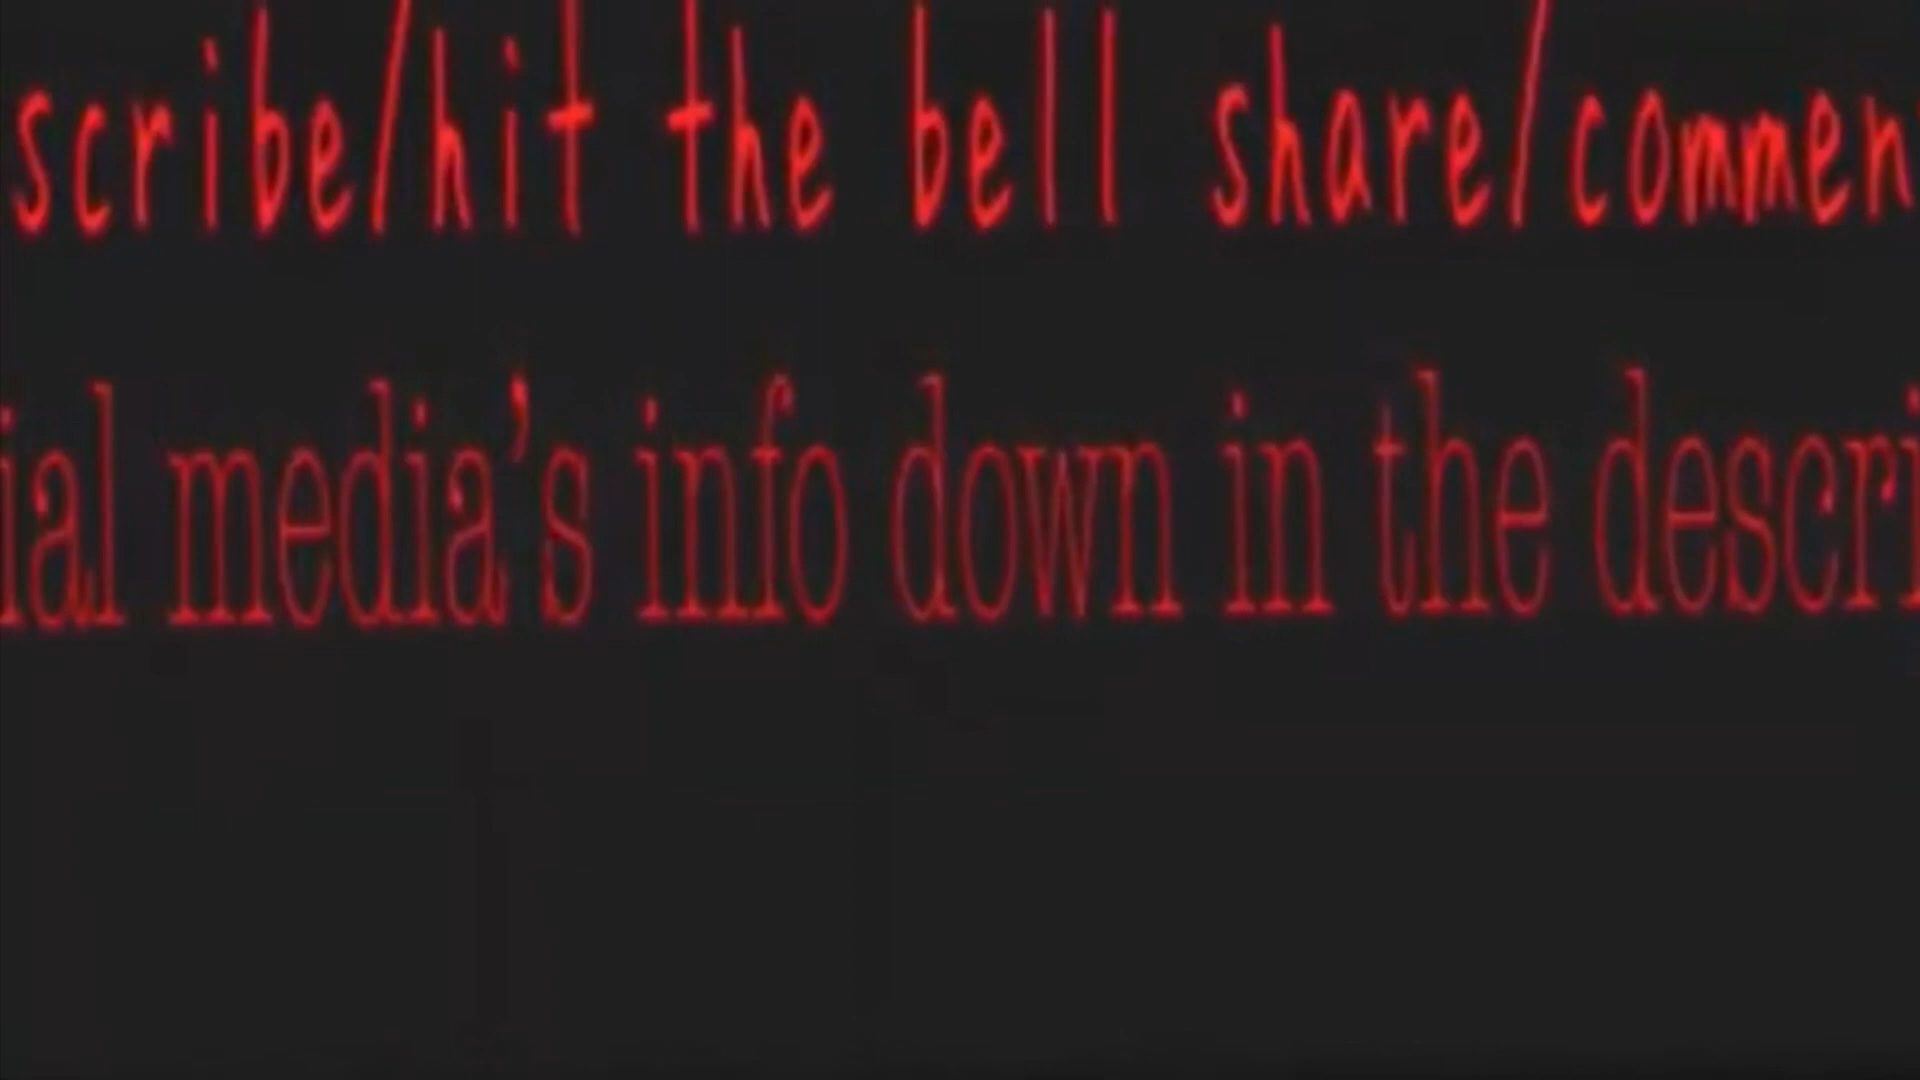 scribe/hit the bell share/commen
ial media's info down in the descri